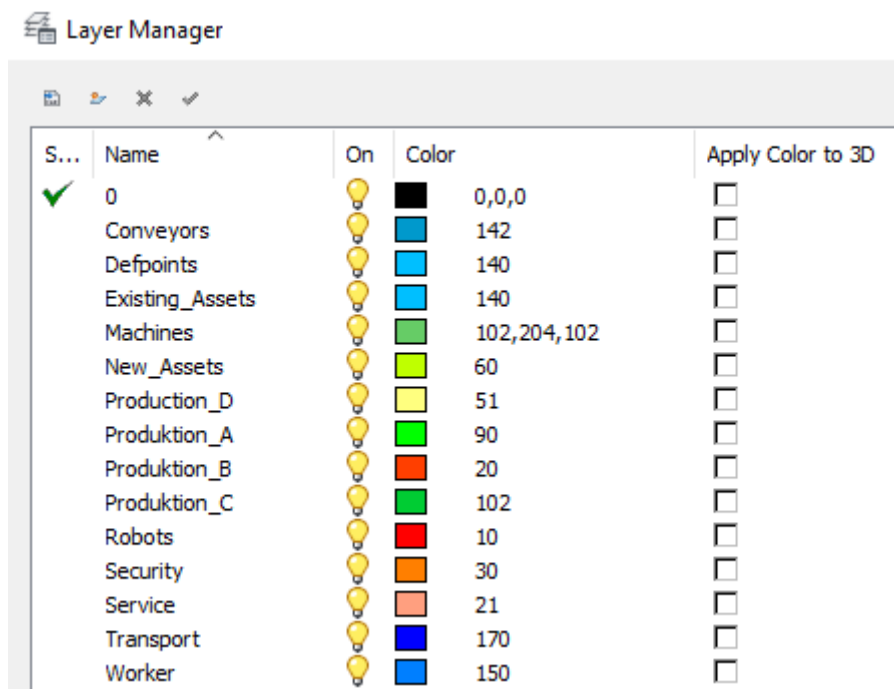 Layer Manager
S... Name On Color Apply Color to 3D
0 0,0,0
Conveyors 142
Defpoints 140
Existing_Assets 140
Machines 102,204,102
New_Assets 60
Production_D 51
Produktion_A 90
Produktion_B 20
Produktion_C 102
Robots 10
Security 30
Service 21
Transport 170
Worker 150